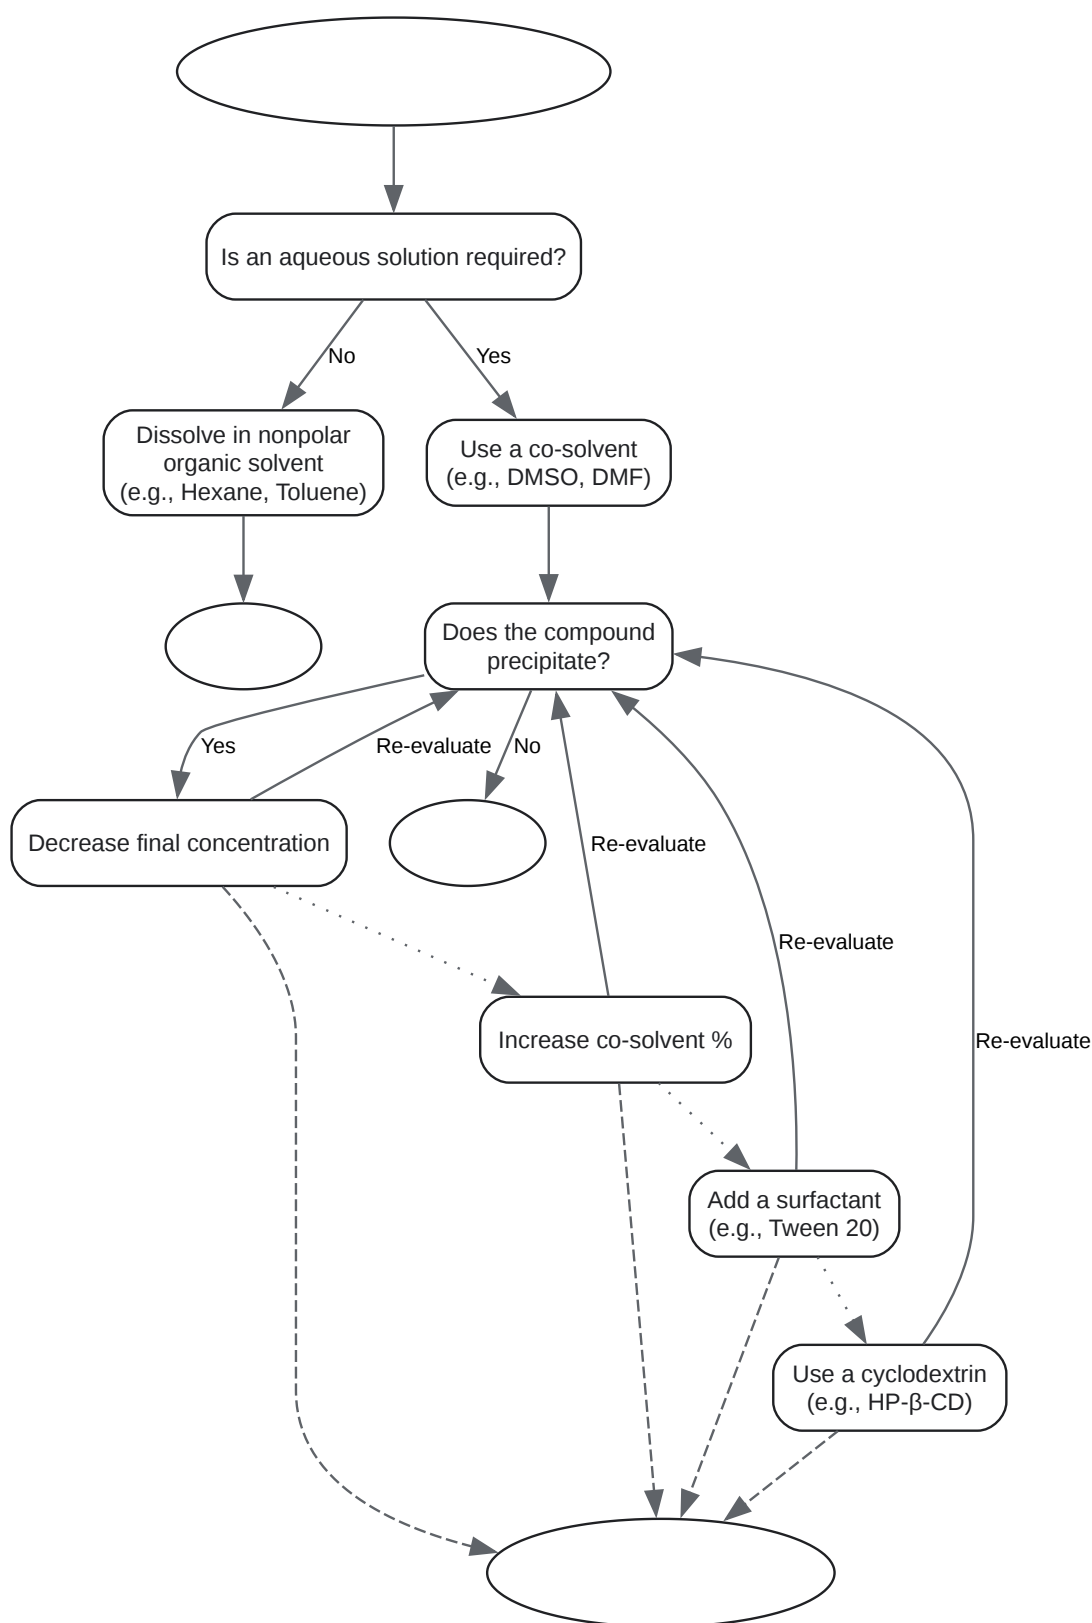 Is an aqueous solution required?
No
Yes
Dissolve in nonpolar
organic solvent
(e.g., Hexane, Toluene)
Use a co-solvent
(e.g., DMSO, DMF)
Does the compound
precipitate?
Yes
Re-evaluate
No
Decrease final concentration
Re-evaluate
Re-evaluate
Increase co-solvent %
Re-evaluate
Add a surfactant
(e.g., Tween 20)
Use a cyclodextrin
(e.g., HP-β-CD)